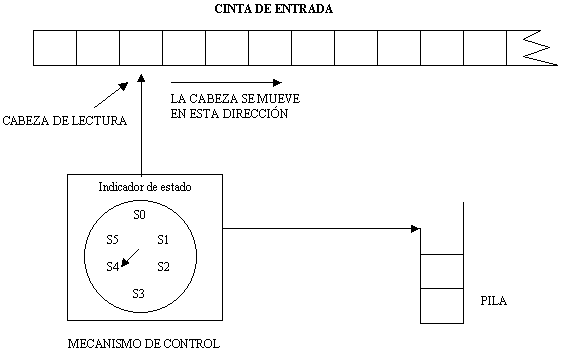 CINTA DE ENTRADA
LA CABEZA SE MUEVE
EN ESTA DIRECCIÓN
CABEZA DE LECTURA
Indicador de estado
S0
S5 S1
S4 S2
S3
PILA
MECANISMO DE CONTROL